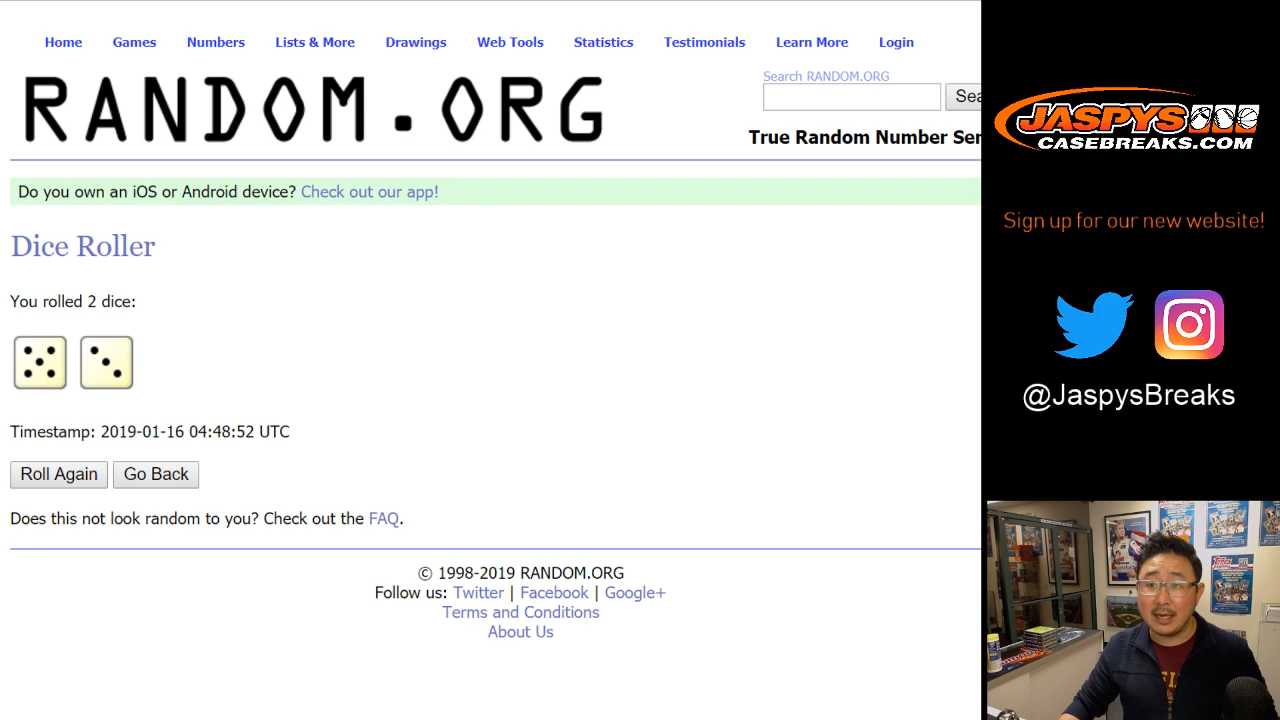 Home Games Numbers Lists & More Drawings Web Tools Statistics Testimonials Learn More Login
RANDOM.ORG
Search RANDOM.ORG
Sea
True Random Number Ser
JASPYS
CASEBREAKS.COM
Do you own an iOS or Android device? Check out our app!
Sign up for our new website!
Dice Roller
You rolled 2 dice:
@JaspysBreaks
Timestamp: 2019-01-16 04:48:52 UTC
Roll Again Go Back
Does this not look random to you? Check out the FAQ.
© 1998-2019 RANDOM.ORG
Follow us: Twitter | Facebook | Google+
Terms and Conditions
About Us